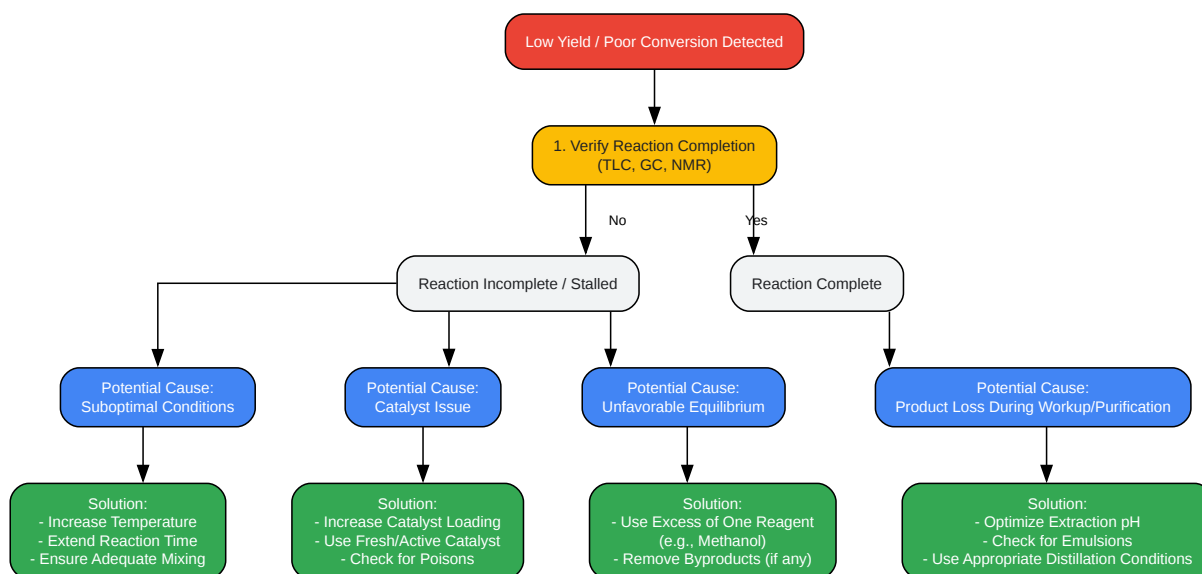 Low Yield / Poor Conversion Detected
1. Verify Reaction Completion
(TLC, GC, NMR)
No
Yes
Reaction Incomplete / Stalled
Reaction Complete
Potential Cause:
Suboptimal Conditions
Potential Cause:
Catalyst Issue
Potential Cause:
Unfavorable Equilibrium
Potential Cause:
Product Loss During Workup/Purification
Solution:
- Increase Temperature
- Extend Reaction Time
- Ensure Adequate Mixing
Solution:
- Increase Catalyst Loading
- Use Fresh/Active Catalyst
- Check for Poisons
Solution:
- Use Excess of One Reagent
(e.g., Methanol)
- Remove Byproducts (if any)
Solution:
- Optimize Extraction pH
- Check for Emulsions
- Use Appropriate Distillation Conditions